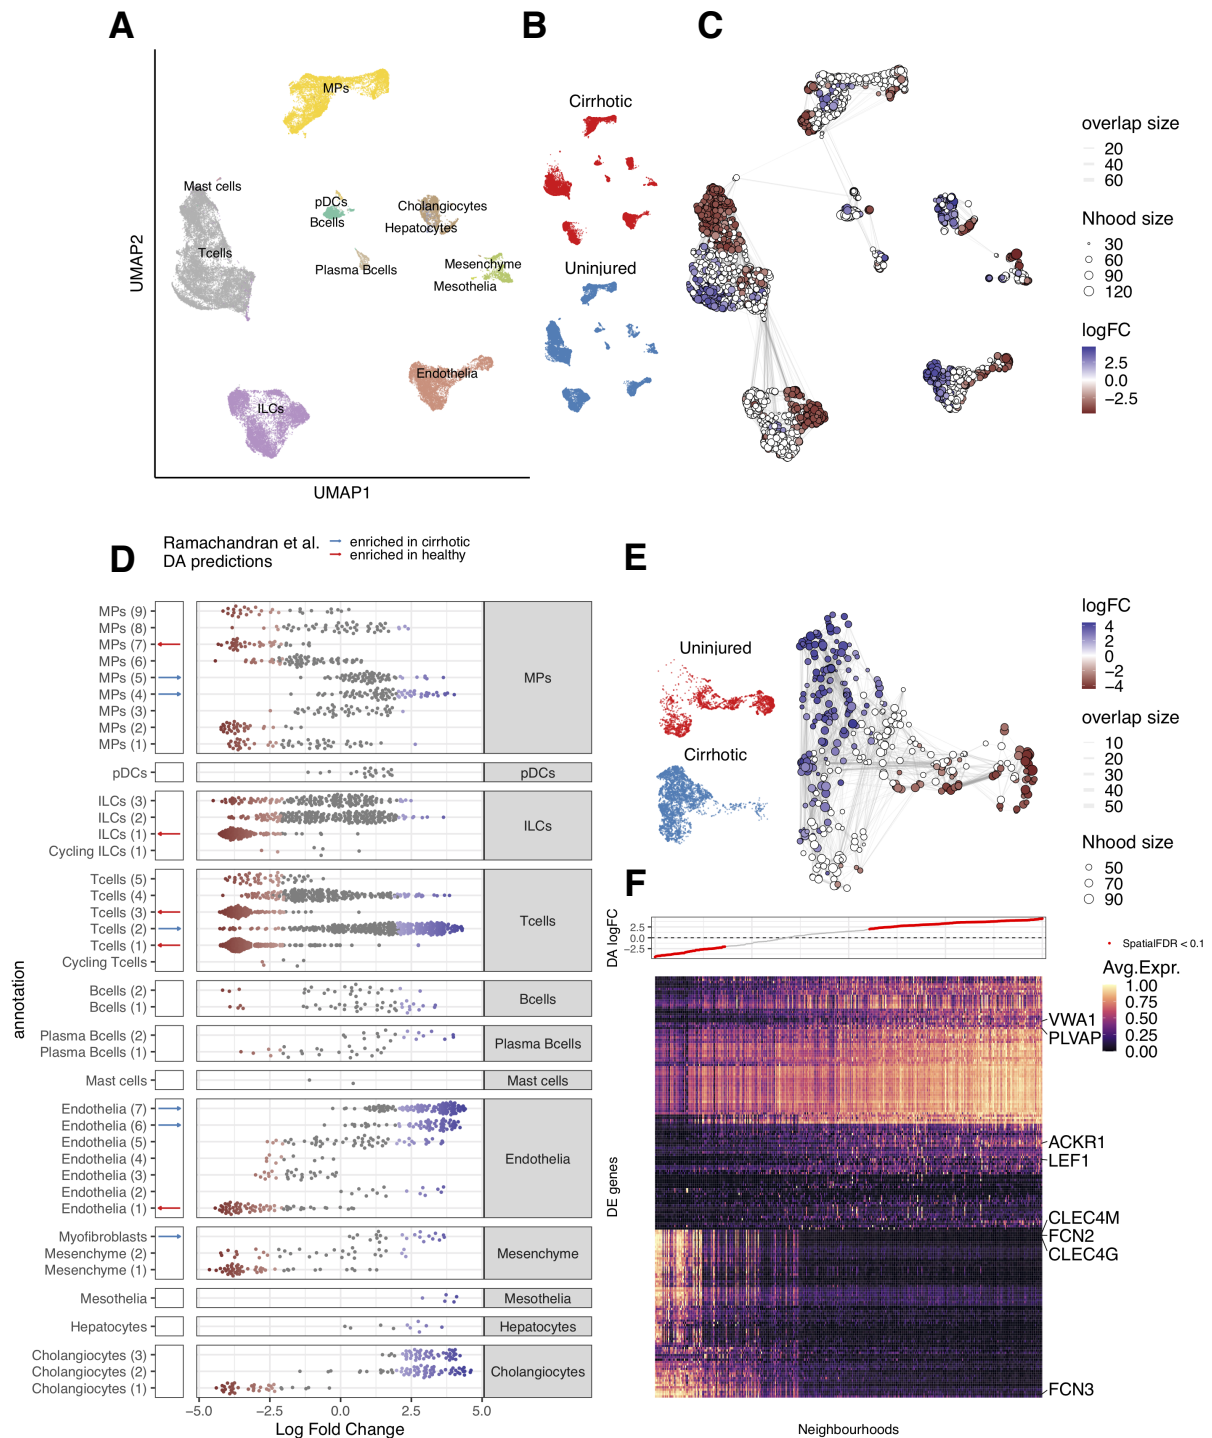 A
B
C
MPs
Mast cells
pDCs
Bcells
Cholangiocytes
Hepatocytes
Tcells
Plasma Bcells
Mesenchyme
Mesothelia
Endothelia
ILCs
UMAP2
UMAP1
Cirrhotic
Uninjured
overlap size
20
40
60
Nhood size
30
60
90
120
logFC
2.5
0.0
−2.5
D
Ramachandran et al.
DA predictions
enriched in cirrhotic
enriched in healthy
annotation
MPs (9)
MPs (8)
MPs (7)
MPs (6)
MPs (5)
MPs (4)
MPs (3)
MPs (2)
MPs (1)
MPs
pDCs
pDCs
ILCs (3)
ILCs (2)
ILCs (1)
Cycling ILCs (1)
ILCs
Tcells (5)
Tcells (4)
Tcells (3)
Tcells (2)
Tcells (1)
Cycling Tcells
Tcells
Bcells (2)
Bcells (1)
Bcells
Plasma Bcells (2)
Plasma Bcells (1)
Plasma Bcells
Mast cells
Mast cells
Endothelia (7)
Endothelia (6)
Endothelia (5)
Endothelia (4)
Endothelia (3)
Endothelia (2)
Endothelia (1)
Endothelia
Myofibroblasts
Mesenchyme (2)
Mesenchyme (1)
Mesenchyme
Mesothelia
Mesothelia
Hepatocytes
Hepatocytes
Cholangiocytes (3)
Cholangiocytes (2)
Cholangiocytes (1)
Cholangiocytes
−5.0 −2.5 0.0 2.5 5.0
Log Fold Change
E
Uninjured
Cirrhotic
logFC
4
2
0
−2
−4
overlap size
10
20
30
40
50
Nhood size
50
70
90
F
DA logFC
2.5
0.0
−2.5
SpatialFDR < 0.1
Avg.Expr.
1.00
0.75
0.50
0.25
0.00
DE genes
VWA1
PLVAP
ACKR1
LEF1
CLEC4M
FCN2
CLEC4G
FCN3
Neighbourhoods